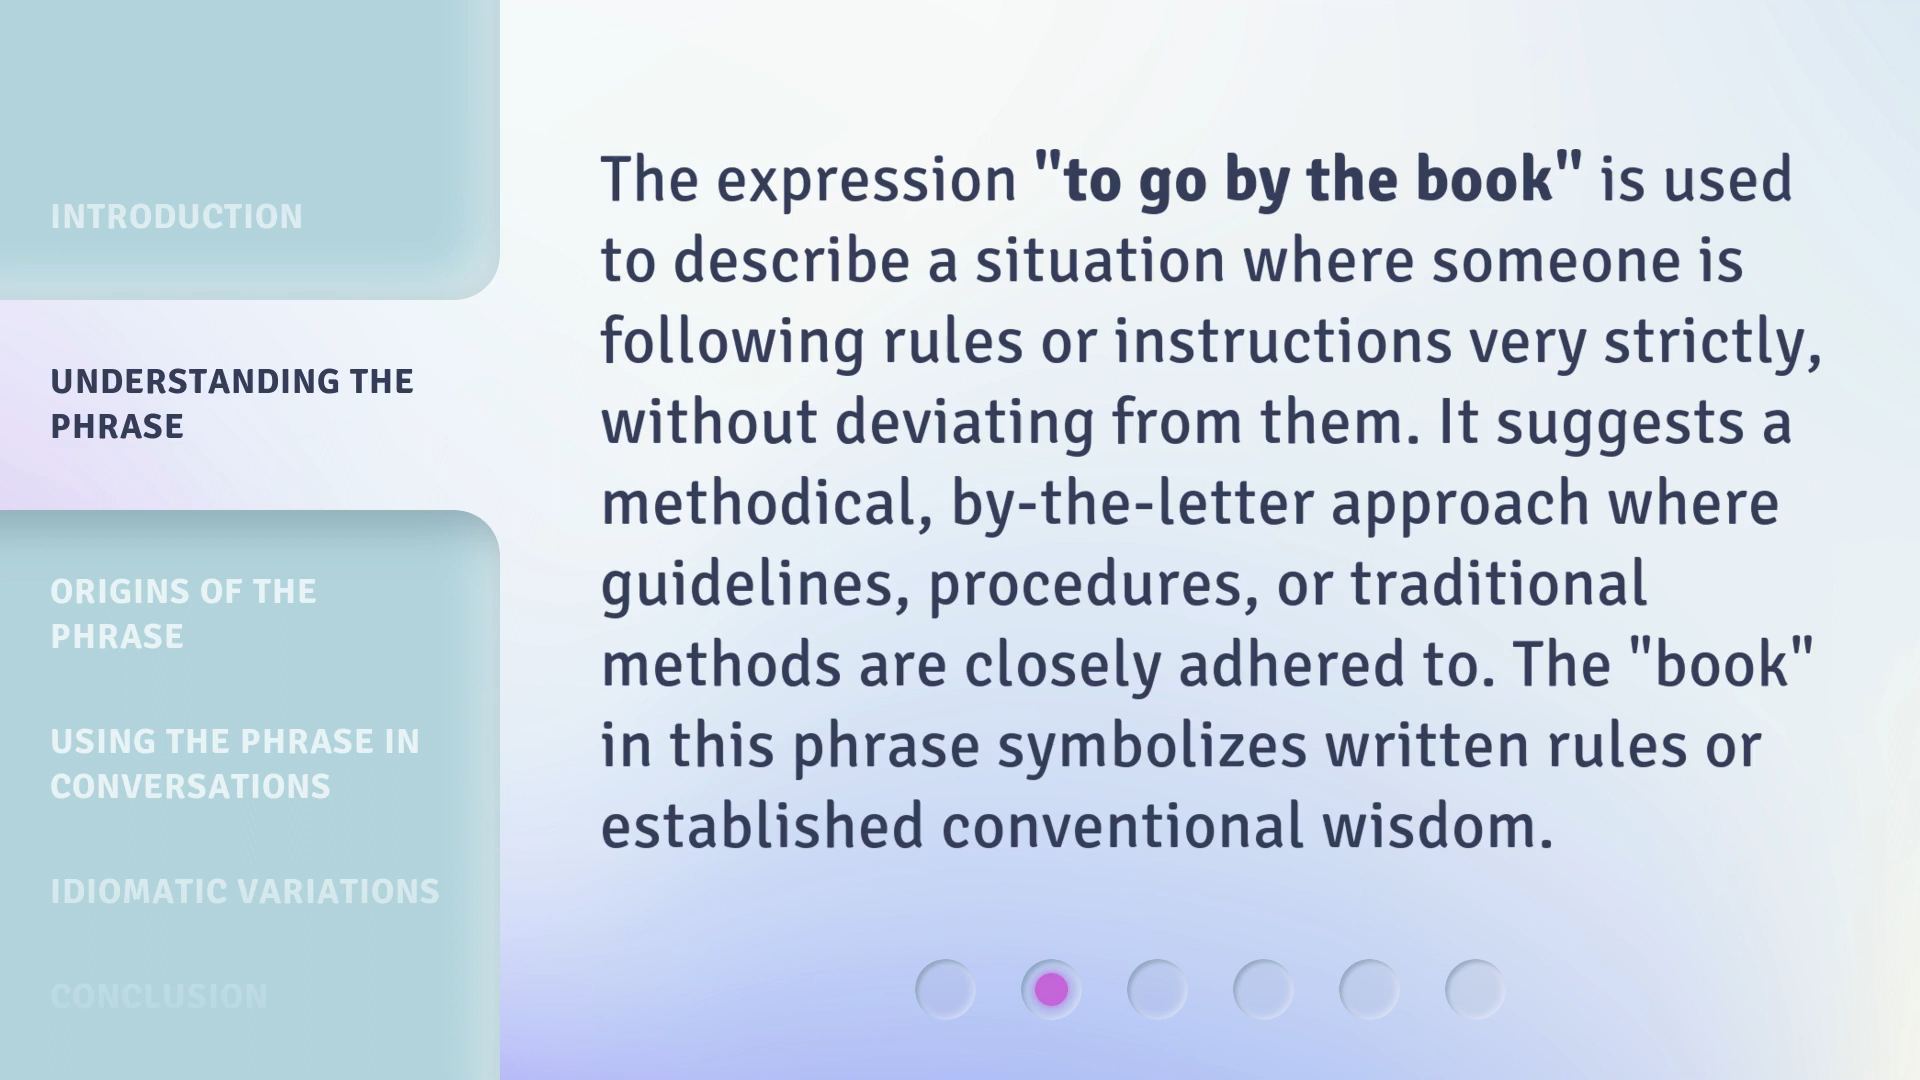 INTRODUCTION
UNDERSTANDING THE
PHRASE
ORIGINS OF THE
PHRASE
USING THE PHRASE IN
CONVERSATIONS
IDIOMATIC VARIATIONS
CONCLUSION
The expression "to go by the book" is used
to describe a situation where someone is
following rules or instructions very strictly,
without deviating from them. It suggests a
methodical, by-the-letter approach where
guidelines, procedures, or traditional
methods are closely adhered to. The "book"
in this phrase symbolizes written rules or
established conventional wisdom.